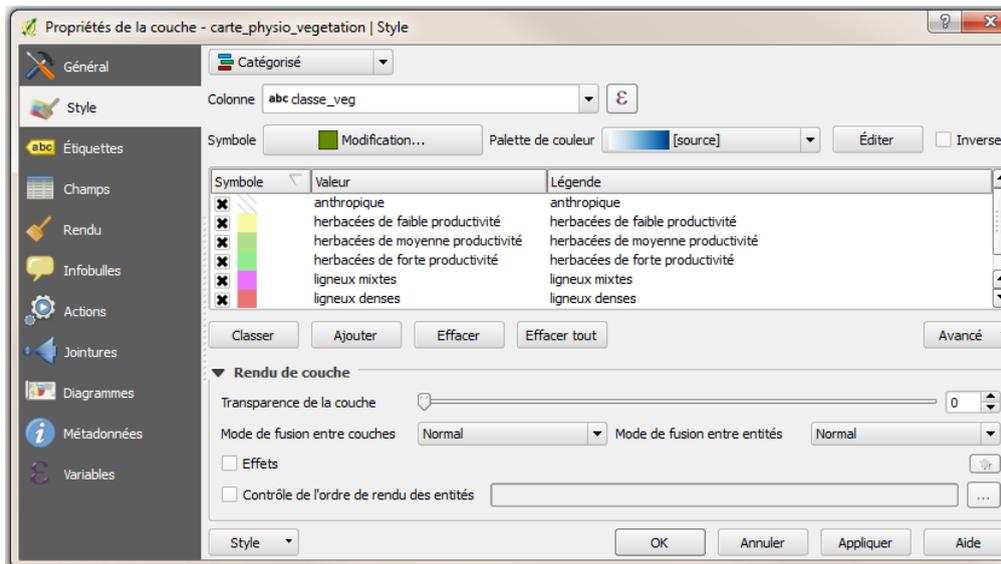 Propriétés de la couche - carte_physio_vegetation | Style
Général
Style
abc Étiquettes
Champs
Rendu
Infobulles
Actions
Jointures
Diagrammes
i Métadonnées
ε Variables
Catégorisé
Colonne abc classe_veg ε
Symbole Modification... Palette de couleur [source] Éditer Inverse
Symbole Valeur Légende
anthropique anthropique
herbacées de faible productivité herbacées de faible productivité
herbacées de moyenne productivité herbacées de moyenne productivité
herbacées de forte productivité herbacées de forte productivité
ligneux mixtes ligneux mixtes
ligneux denses ligneux denses
Classer Ajouter Effacer Effacer tout Avancé
Rendu de couche
Transparence de la couche 0
Mode de fusion entre couches Normal Mode de fusion entre entités Normal
Effets
Contrôle de l'ordre de rendu des entités ...
Style OK Annuler Appliquer Aide